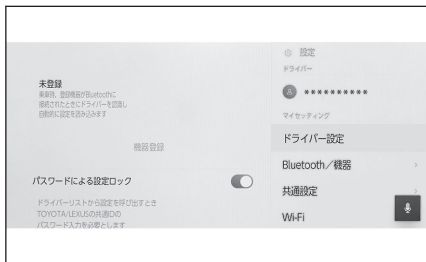 未登録
乗車時、登録機器がBluetoothに
接続されたときにドライバーを認識し
自動的に設定を読み込みます
機器登録
パスワードによる設定ロック
ドライバーリストから設定を呼び出すとき
TOYOTA/LEXUSの共通IDの
パスワード入力を必要とします
設定
ドライバー
**********
マイセッティング
ドライバー設定
Bluetooth／機器
共通設定
Wi-Fi